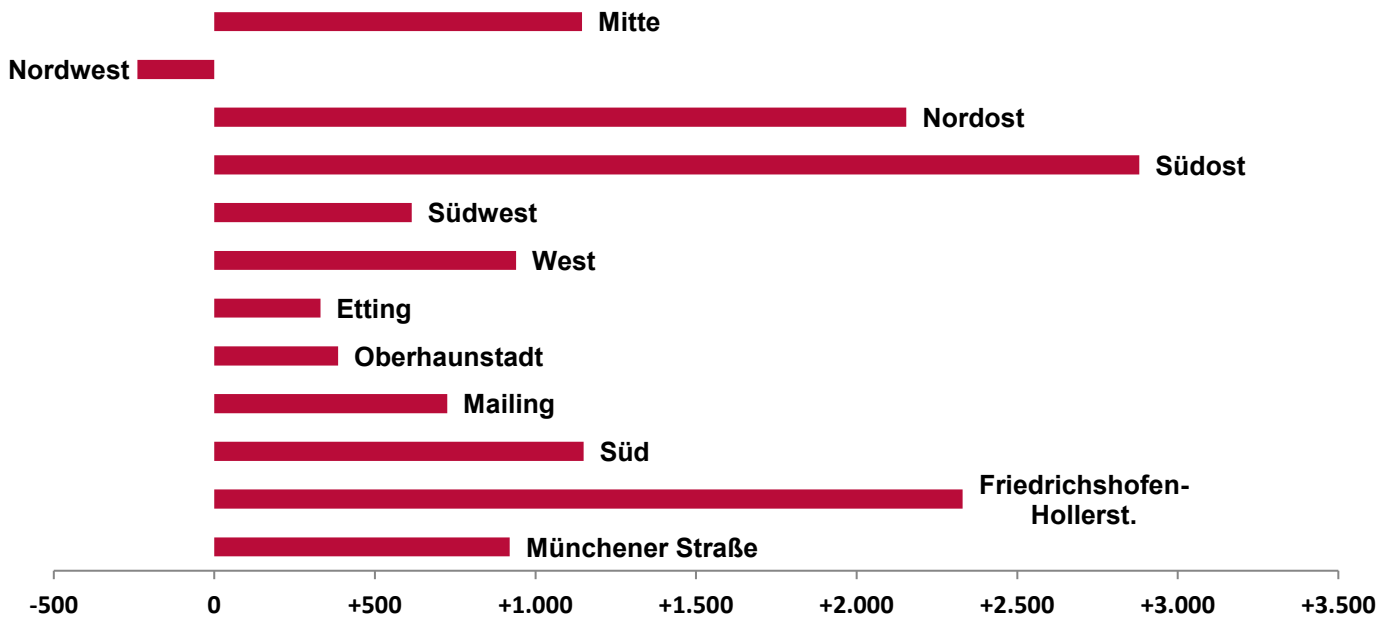 Mitte
Nordwest
Nordost
Südost
Südwest
West
Etting
Oberhaunstadt
Mailing
Süd
Friedrichshofen-
Hollerst.
Münchener Straße
-500 0 +500 +1.000 +1.500 +2.000 +2.500 +3.000 +3.500